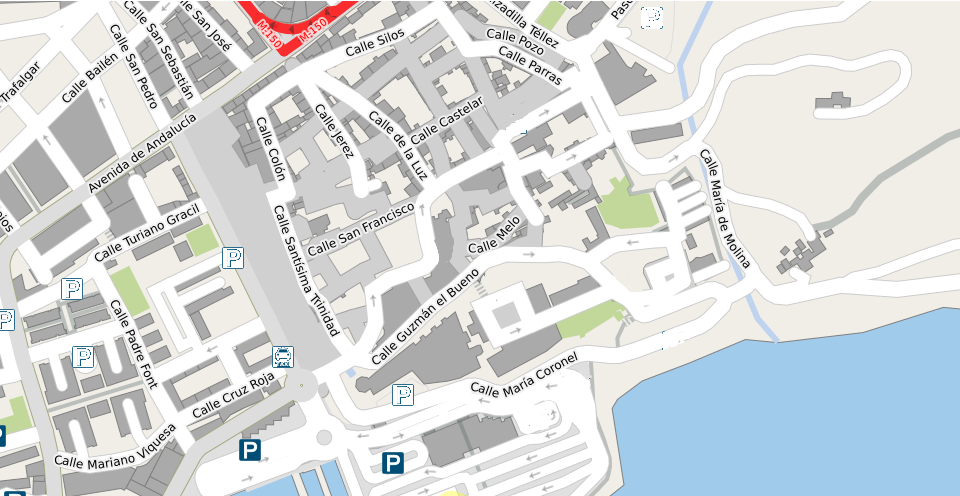 Calle San Sebastián
Calle San José
M-150
M-150
Calle Silos
Calle Pozo
Calle Parras
Trafalgar
Calle Bailén
Calle San Pedro
Avenida de Andalucía
Calle Colón
Calle Jerez
Calle de la Luz
Calle Castelar
Calle María de Molina
Calle San Francisco
Calle Melo
Calle Turiano Gracil
Calle Santísima Trinidad
P
P
P
P
Calle Guzmán el Bueno
Calle Padre Font
Calle Cruz Roja
Calle María Coronel
P
P
Calle Mariano Viquesa
P
P